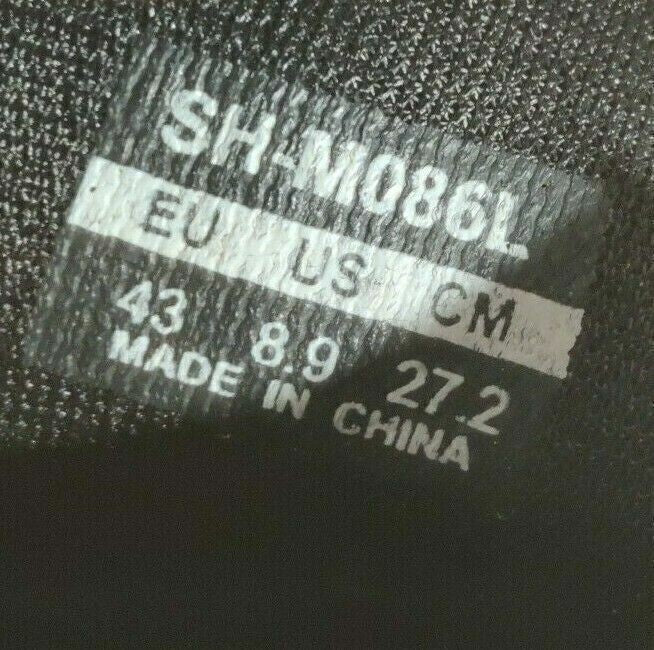 SH-M086L
EU US CM
43 8.9 27.2
MADE IN CHINA